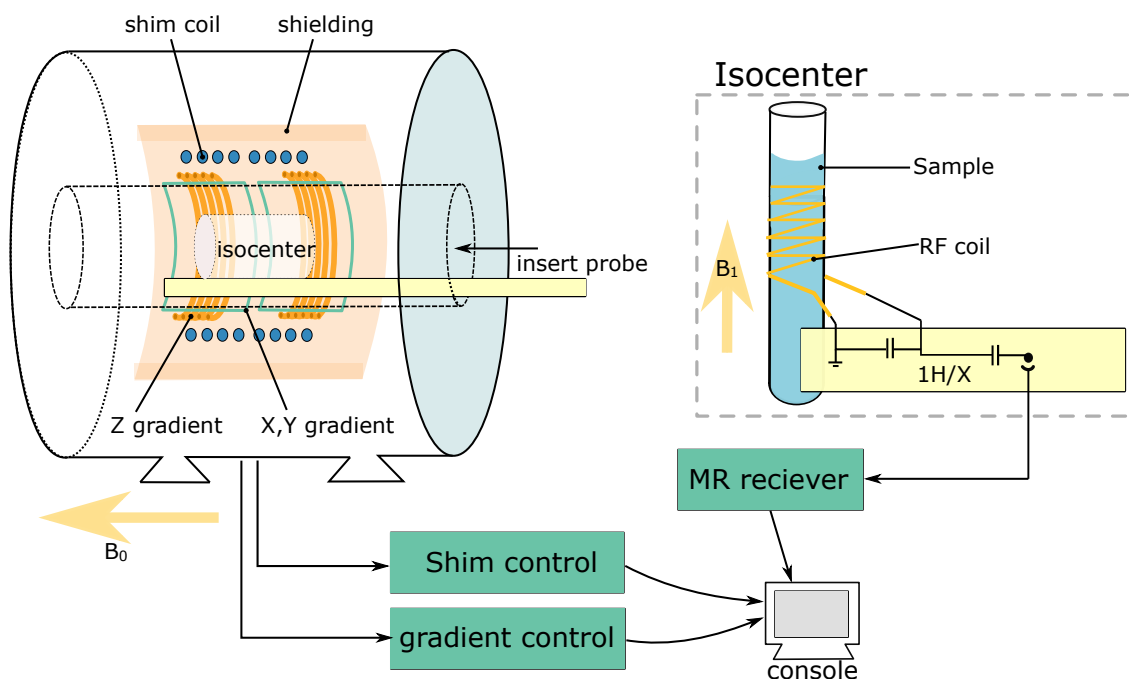 shim coil
shielding
isocenter
insert probe
Z gradient
X,Y gradient
B₀
Isocenter
Sample
RF coil
B₁
1H/X
MR reciever
Shim control
gradient control
console